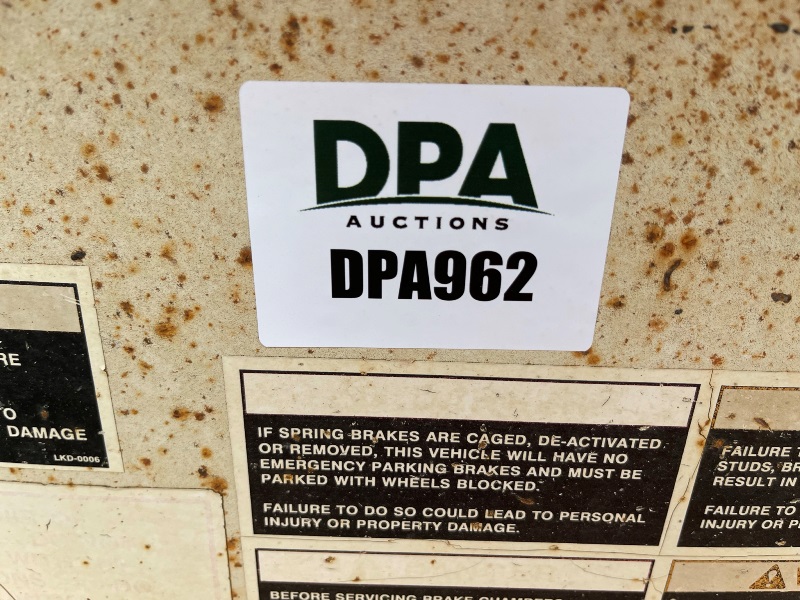 DPA
AUCTIONS
DPA962
RE
TO
DAMAGE
LKD-0006
IF SPRING BRAKES ARE CAGED, DE-ACTIVATED
OR REMOVED, THIS VEHICLE WILL HAVE NO
EMERGENCY PARKING BRAKES AND MUST BE
PARKED WITH WHEELS BLOCKED.
FAILURE TO DO SO COULD LEAD TO PERSONAL
INJURY OR PROPERTY DAMAGE.
FAILURE
STUDS,
RESULT IN
FAILURE TO
INJURY OR
BEFORE SERVICING BRAKE CHAMBERS